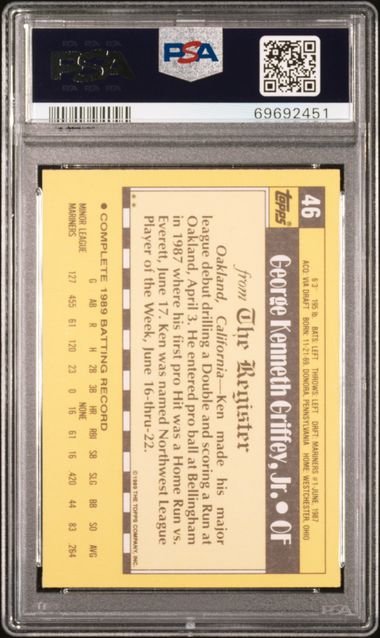 PSA
PSA
69692451
46
Topps
George Kenneth Griffey, Jr. • OF
6'3" 195 lb. BATS: LEFT THROWS: LEFT DRFT: MARINERS #1-JUNE, 1987
ACQ: VIA DRAFT BORN: 11-21-69, DONORA, PENNSYLVANIA HOME: WESTCHESTER, OHIO
from The Register
Oakland, California—Ken made his major
league debut drilling a Double and scoring a Run at
Oakland, April 3. He entered pro ball at Bellingham
in 1987 where his first pro Hit was a Home Run vs.
Everett, June 17. Ken was named Northwest League
Player of the Week, June 16-thru-22.
**
©1989 THE TOPPS COMPANY, INC.
• COMPLETE 1989 BATTING RECORD
G AB R H 2B 3B HR RBI SB SLG BB SO AVG
MINOR LEAGUE NONE
MARINERS 127 455 61 120 23 0 16 61 16 .420 44 83 .264
PSA